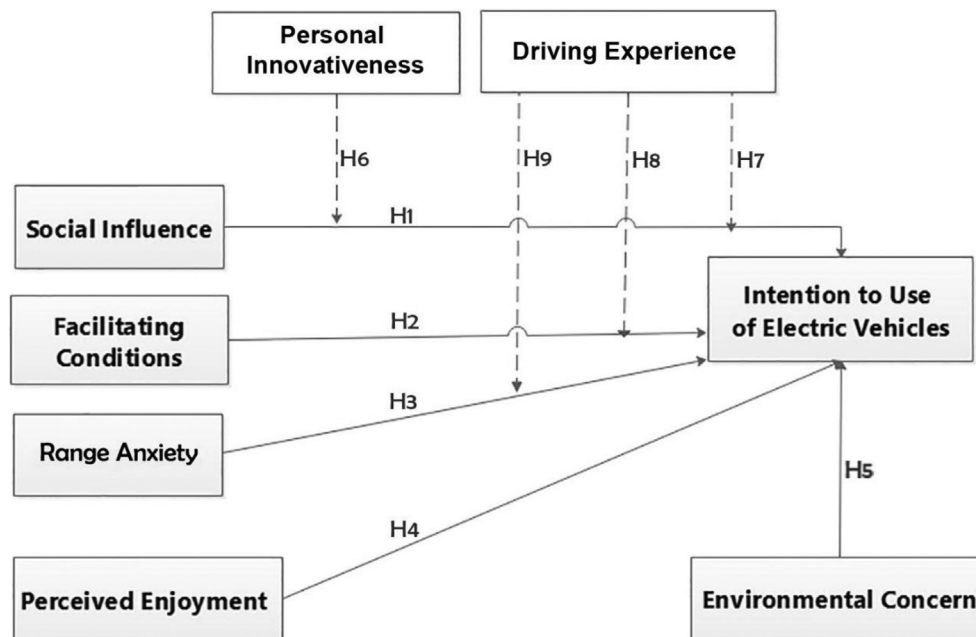 Personal
Innovativeness
Driving Experience
H6
H9
H8
H7
Social Influence
H1
Facilitating
Conditions
H2
Intention to Use
of Electric Vehicles
Range Anxiety
H3
H4
H5
Perceived Enjoyment
Environmental Concern